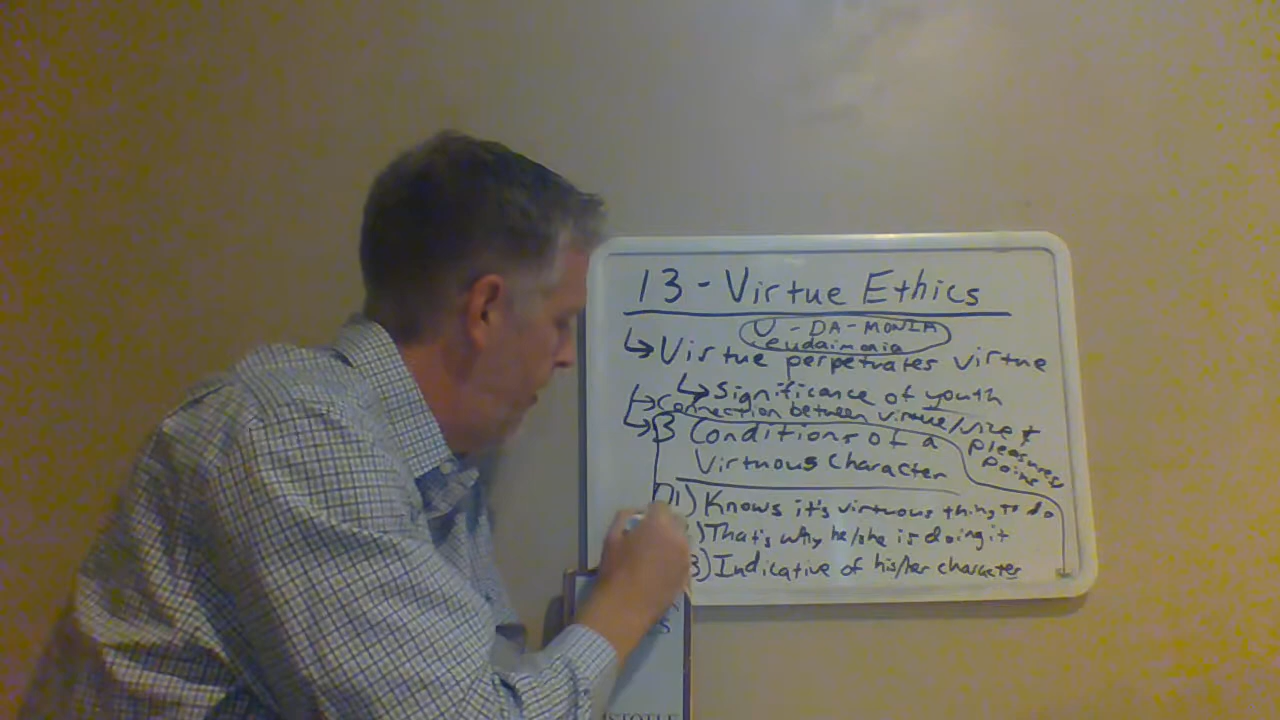 13 - Virtue Ethics
U - DA - MONIA
eudaimonia
↳ Virtue perpetrates virtue
↳ Significance of youth
↳ Connection between virtue/vice &
pleasures/
pains
↳ 3 Conditions of a
Virtuous Character
1) Knows it's virtuous thing to do
) That's why he/she is doing it
3) Indicative of his/her character